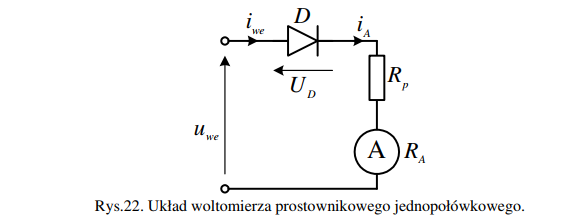 i_we D i_A
U_D R_p
u_we A R_A
Rys.22. Układ woltomierza prostownikowego jednopołówkowego.